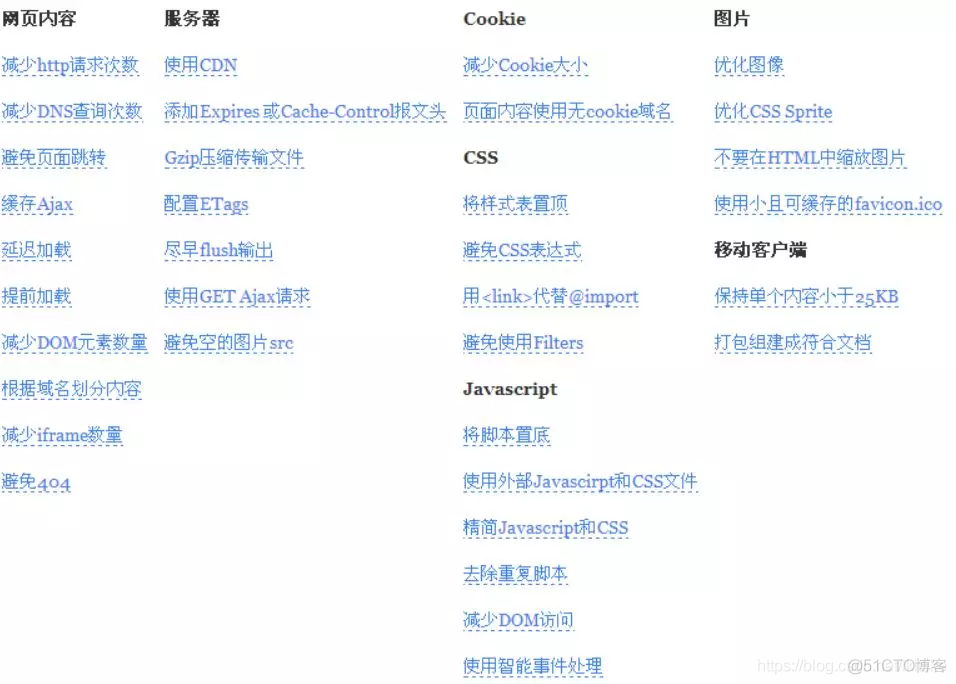 网页内容
减少http请求次数
减少DNS查询次数
避免页面跳转
缓存Ajax
延迟加载
提前加载
减少DOM元素数量
根据域名划分内容
减少iframe数量
避免404
服务器
使用CDN
添加Expires 或Cache-Control报文头
Gzip压缩传输文件
配置ETags
尽早flush输出
使用GET Ajax请求
避免空的图片src
Cookie
减少Cookie大小
页面内容使用无cookie域名
CSS
将样式表置顶
避免CSS表达式
用<link>代替@import
避免使用Filters
Javascript
将脚本置底
使用外部Javascirpt和CSS文件
精简Javascript和CSS
去除重复脚本
减少DOM访问
使用智能事件处理
图片
优化图像
优化CSS Sprite
不要在HTML中缩放图片
使用小且可缓存的favicon.ico
移动客户端
保持单个内容小于25KB
打包组建成符合文档
https://blog.c
@51CTO博客